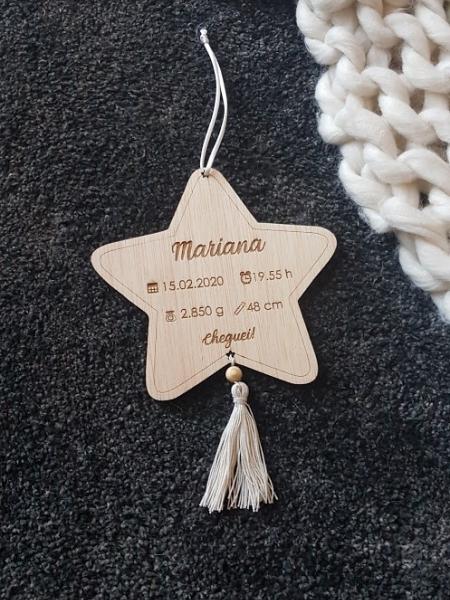 Mariana
15.02.2020 19.55 h
2.850 g 48 cm
Cheguei!